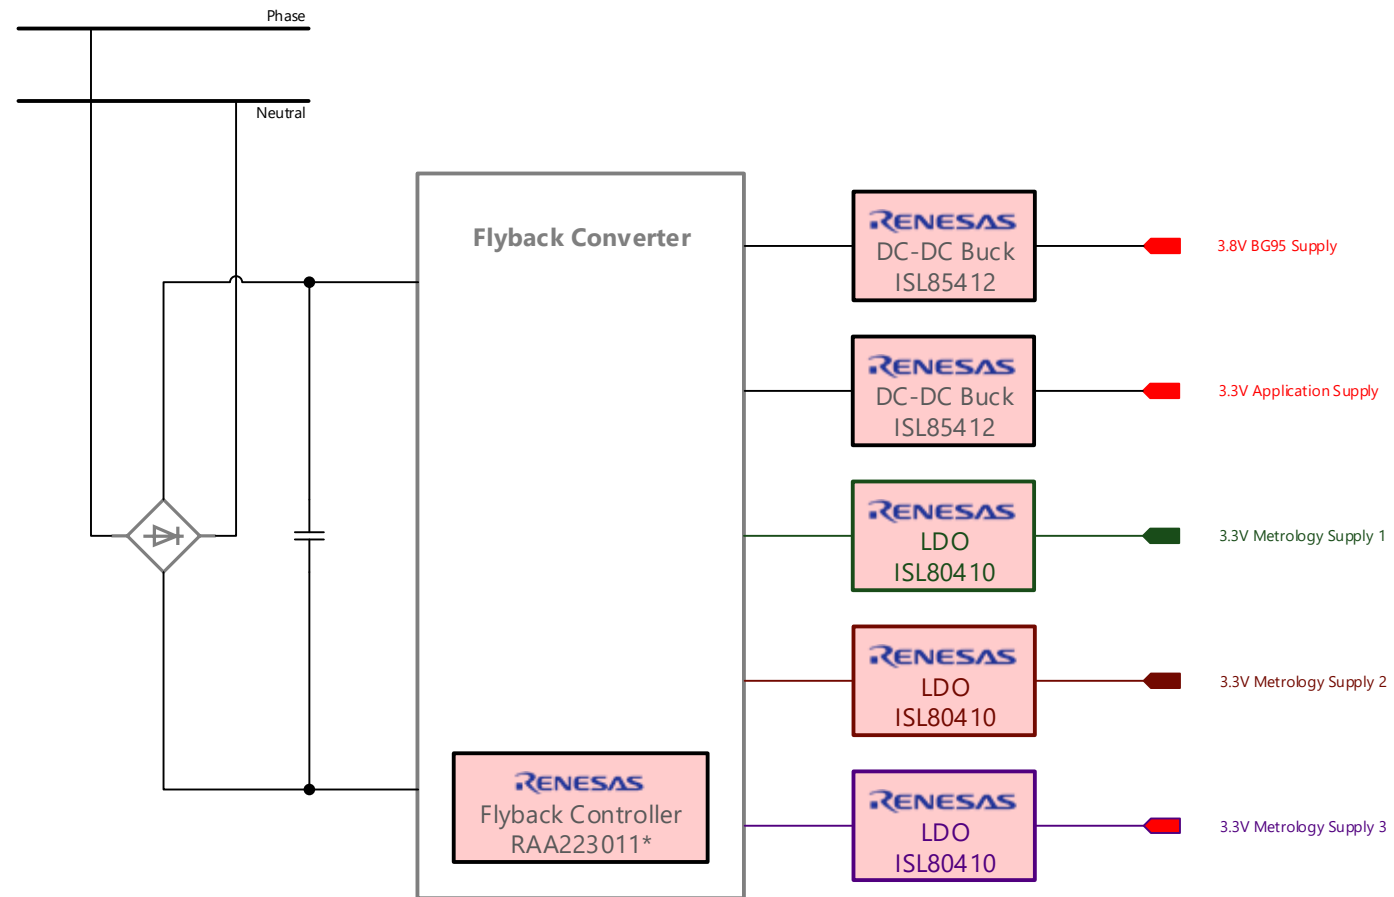 Phase
Neutral
Flyback Converter
RENESAS
DC-DC Buck
ISL85412
3.8V BG95 Supply
RENESAS
DC-DC Buck
ISL85412
3.3V Application Supply
RENESAS
LDO
ISL80410
3.3V Metrology Supply 1
RENESAS
LDO
ISL80410
3.3V Metrology Supply 2
RENESAS
Flyback Controller
RAA223011*
RENESAS
LDO
ISL80410
3.3V Metrology Supply 3